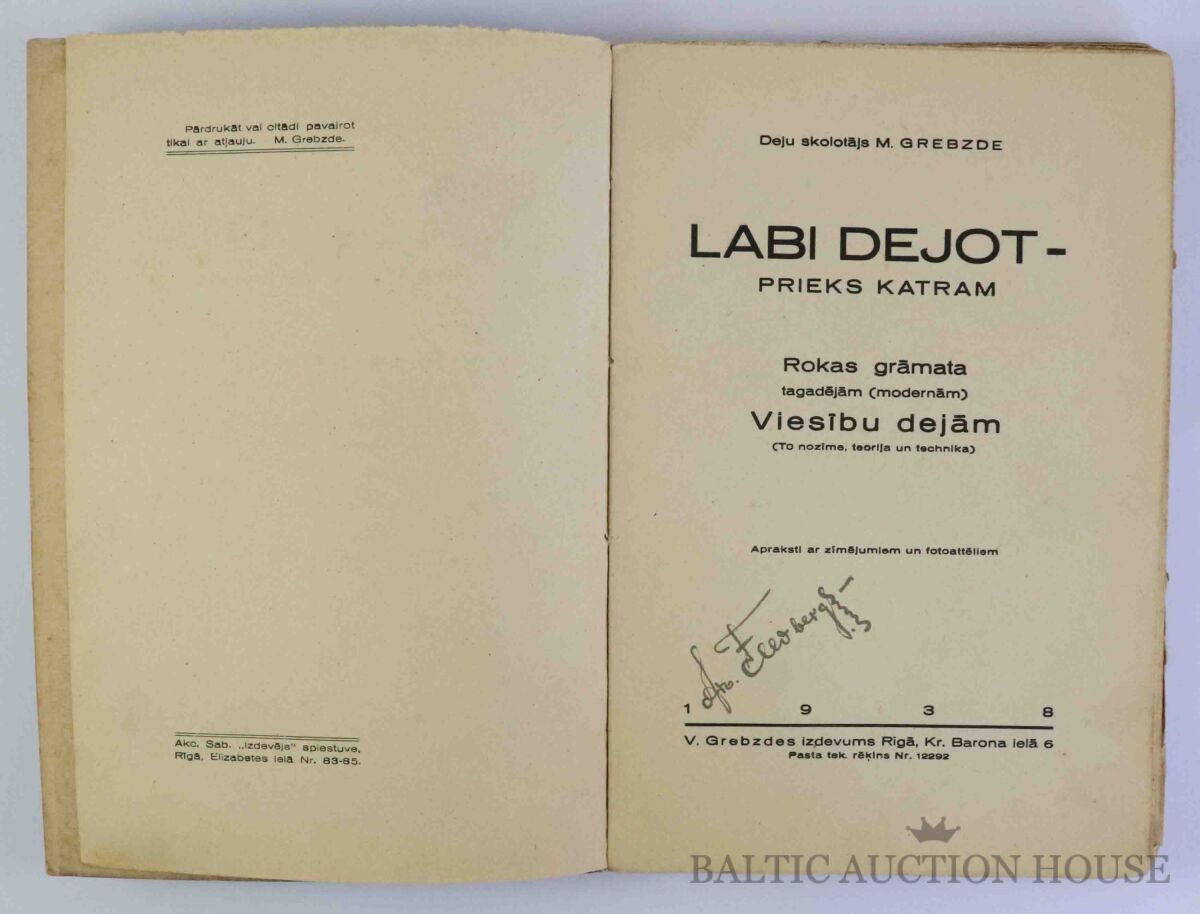 Pārdrukāt vai citādi pavairot
tikai ar atļauju. M. Grebzde.
Akc. Sab. „Izdevējs" spiestuve,
Rīgā, Elizabetes ielā Nr. 83-85.
Deju skolotājs M. GREBZDE
LABI DEJOT -
PRIEKS KATRAM
Rokas grāmata
tagadējām (modernām)
Viesību dejām
(To nozīme, teorija un technika)
Apraksti ar zīmējumiem un fotoattēliem
1 9 3 8
V. Grebzdes izdevums Rīgā, Kr. Barona ielā 6
Pasta tek. rēķins Nr. 12292
BALTIC AUCTION HOUSE